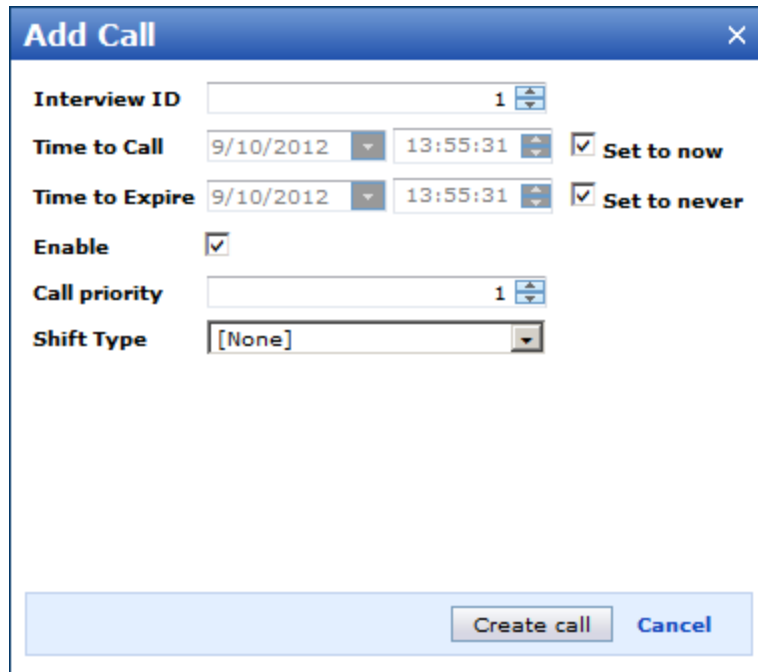 Add Call
Interview ID 1
Time to Call 9/10/2012 13:55:31 Set to now
Time to Expire 9/10/2012 13:55:31 Set to never
Enable
Call priority 1
Shift Type [None]
Create call Cancel